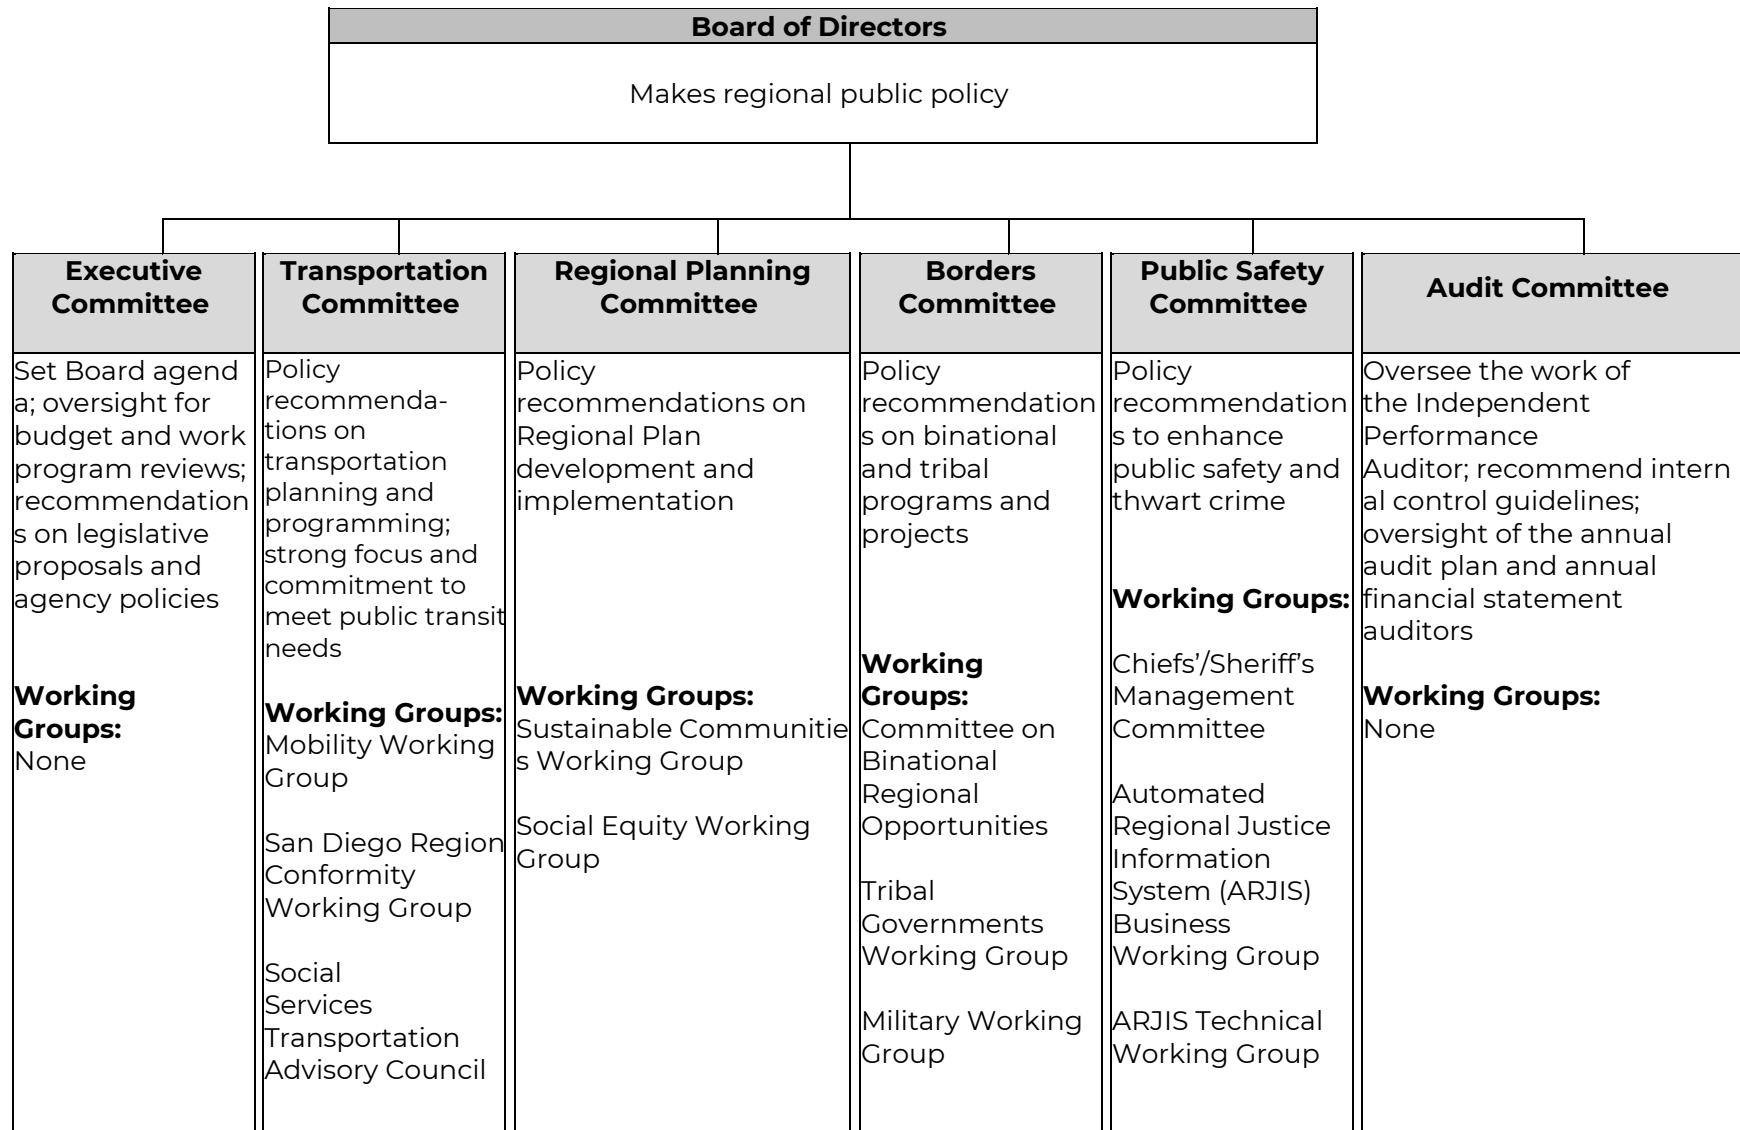 Board of Directors
Makes regional public policy
Executive
Committee
Set Board agend
a; oversight for
budget and work
program reviews;
recommendation
s on legislative
proposals and
agency policies
Working
Groups:
None
Transportation
Committee
Policy
recommenda-
tions on
transportation
planning and
programming;
strong focus and
commitment to
meet public transit
needs
Working Groups:
Mobility Working
Group
San Diego Region
Conformity
Working Group
Social
Services
Transportation
Advisory Council
Regional Planning
Committee
Policy
recommendations on
Regional Plan
development and
implementation
Working Groups:
Sustainable Communitie
s Working Group
Social Equity Working
Group
Borders
Committee
Policy
recommendation
s on binational
and tribal
programs and
projects
Working
Groups:
Committee on
Binational
Regional
Opportunities
Tribal
Governments
Working Group
Military Working
Group
Public Safety
Committee
Policy
recommendation
s to enhance
public safety and
thwart crime
Working Groups:
Chiefs’/Sheriff’s
Management
Committee
Automated
Regional Justice
Information
System (ARJIS)
Business
Working Group
ARJIS Technical
Working Group
Audit Committee
Oversee the work of
the Independent
Performance
Auditor; recommend intern
al control guidelines;
oversight of the annual
audit plan and annual
financial statement
auditors
Working Groups:
None